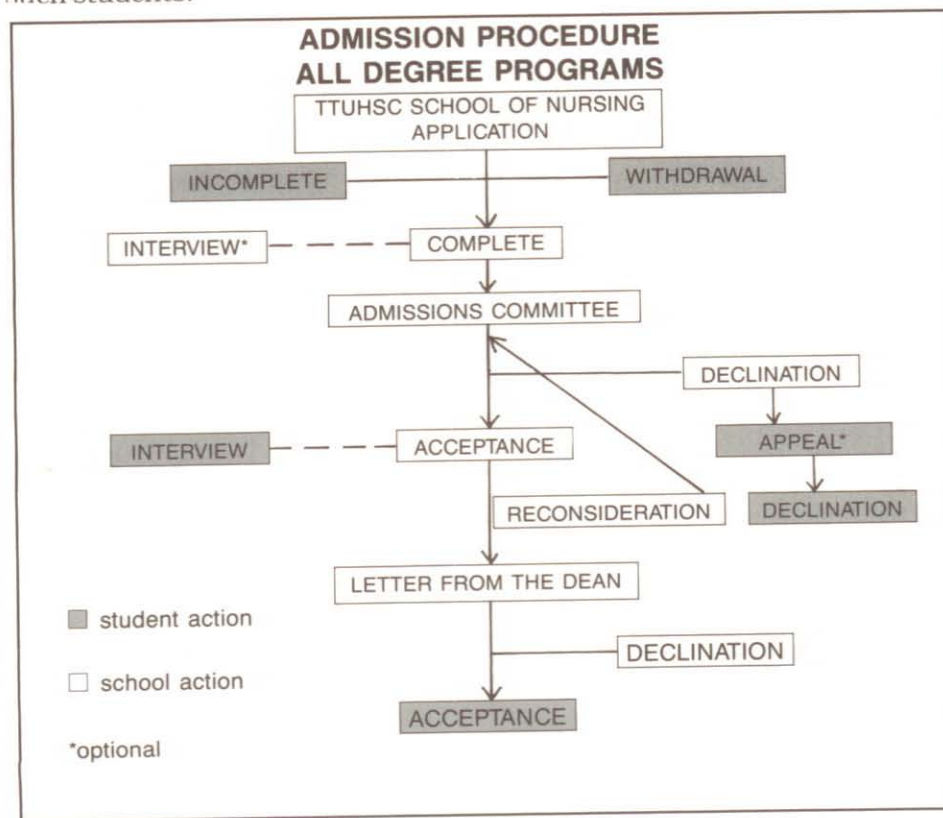 students.
ADMISSION PROCEDURE
ALL DEGREE PROGRAMS
TTUHSC SCHOOL OF NURSING
APPLICATION
INCOMPLETE
WITHDRAWAL
INTERVIEW*
COMPLETE
ADMISSIONS COMMITTEE
DECLINATION
INTERVIEW
ACCEPTANCE
APPEAL*
RECONSIDERATION
DECLINATION
LETTER FROM THE DEAN
student action
DECLINATION
school action
ACCEPTANCE
*optional